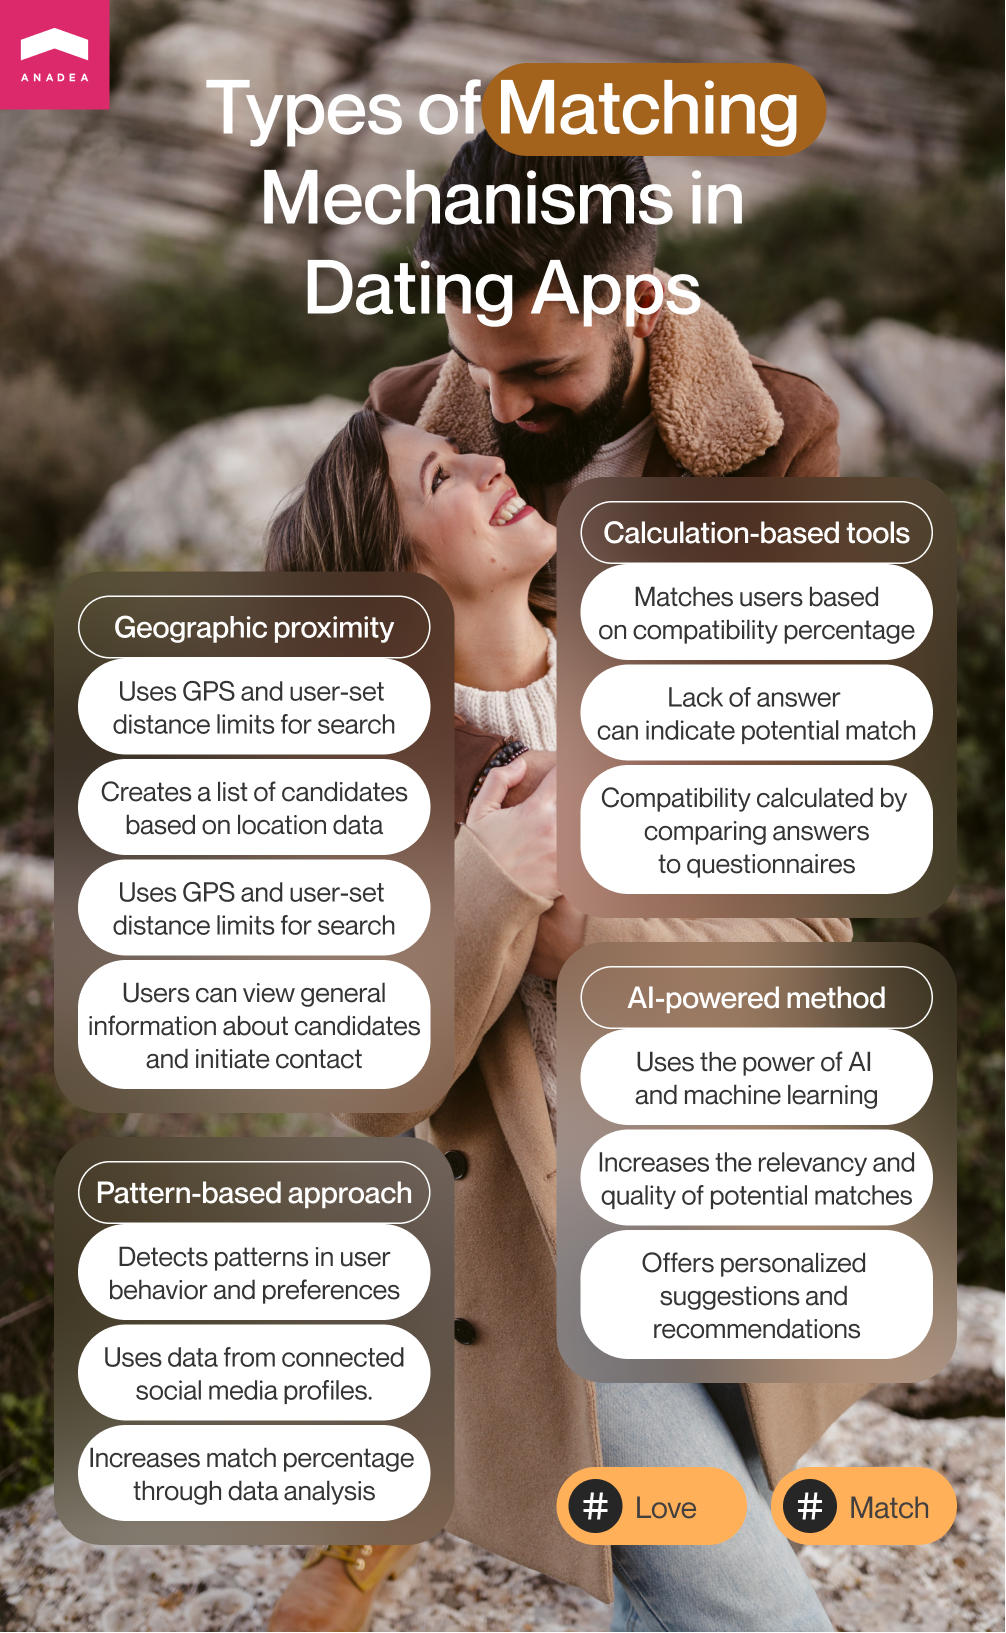 ANADEA
Types of Matching
Mechanisms in
Dating Apps
Geographic proximity
Uses GPS and user-set
distance limits for search
Creates a list of candidates
based on location data
Uses GPS and user-set
distance limits for search
Users can view general
information about candidates
and initiate contact
Pattern-based approach
Detects patterns in user
behavior and preferences
Uses data from connected
social media profiles.
Increases match percentage
through data analysis
Calculation-based tools
Matches users based
on compatibility percentage
Lack of answer
can indicate potential match
Compatibility calculated by
comparing answers
to questionnaires
AI-powered method
Uses the power of AI
and machine learning
Increases the relevancy and
quality of potential matches
Offers personalized
suggestions and
recommendations
# Love
# Match